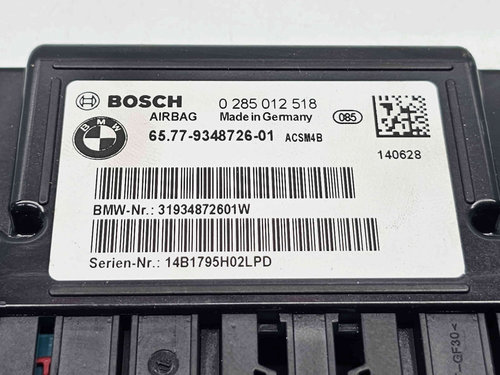 BOSCH 0 285 012 518
AIRBAG Made in Germany 085
BMW 65.77-9348726-01 ACSM4B
140628
BMW-Nr.: 31934872601W
Serien-Nr.: 14B1795H02LPD
-GF30<